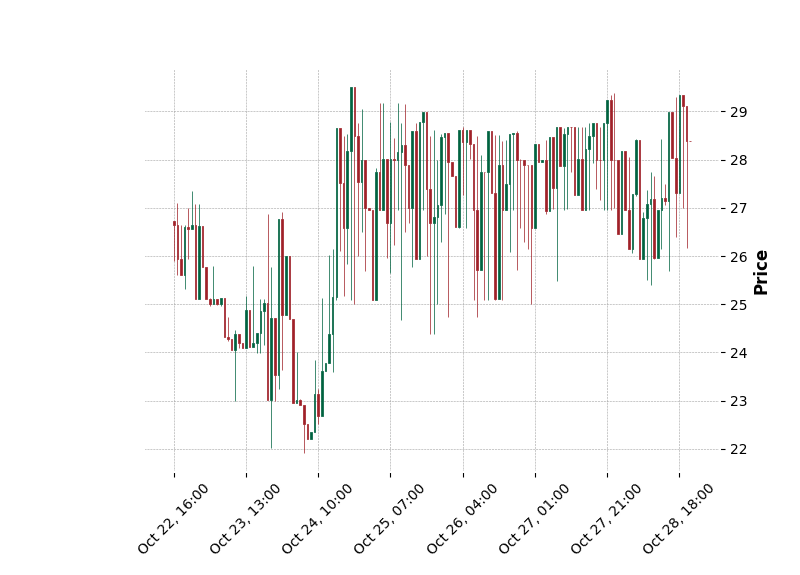 29
28
27
26
25
24
23
22
Price
Oct 22, 16:00
Oct 23, 13:00
Oct 24, 10:00
Oct 25, 07:00
Oct 26, 04:00
Oct 27, 01:00
Oct 27, 21:00
Oct 28, 18:00